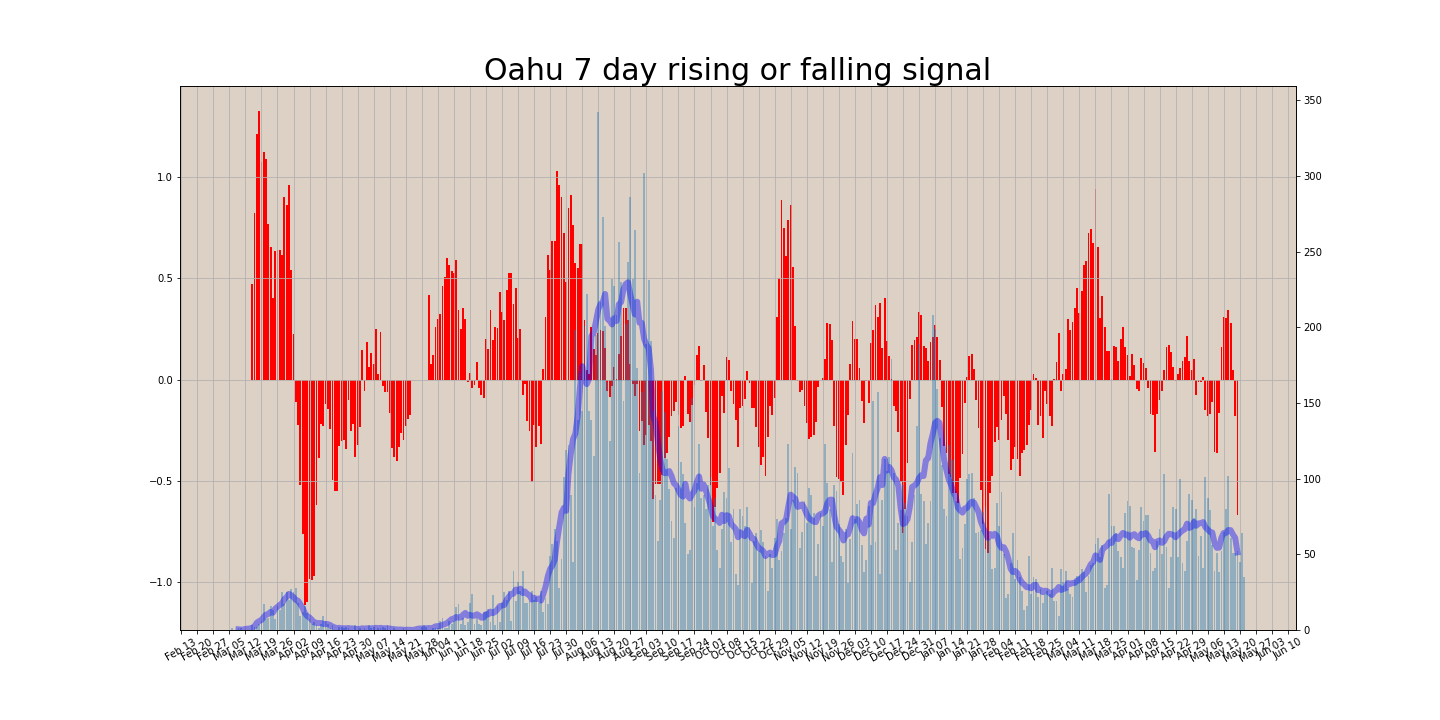 Oahu 7 day rising or falling signal
1.0
0.5
0.0
−0.5
−1.0
350
300
250
200
150
100
50
0
Feb 13
Feb 20
Feb 27
Mar 05
Mar 12
Mar 19
Mar 26
Apr 02
Apr 09
Apr 16
Apr 23
Apr 30
May 07
May 14
May 21
May 28
Jun 04
Jun 11
Jun 18
Jun 25
Jul 02
Jul 09
Jul 16
Jul 23
Jul 30
Aug 06
Aug 13
Aug 20
Aug 27
Sep 03
Sep 10
Sep 17
Sep 24
Oct 01
Oct 08
Oct 15
Oct 22
Oct 29
Nov 05
Nov 12
Nov 19
Nov 26
Dec 03
Dec 10
Dec 17
Dec 24
Dec 31
Jan 07
Jan 14
Jan 21
Jan 28
Feb 04
Feb 11
Feb 18
Feb 25
Mar 04
Mar 11
Mar 18
Mar 25
Apr 01
Apr 08
Apr 15
Apr 22
Apr 29
May 06
May 13
May 20
May 27
Jun 03
Jun 10